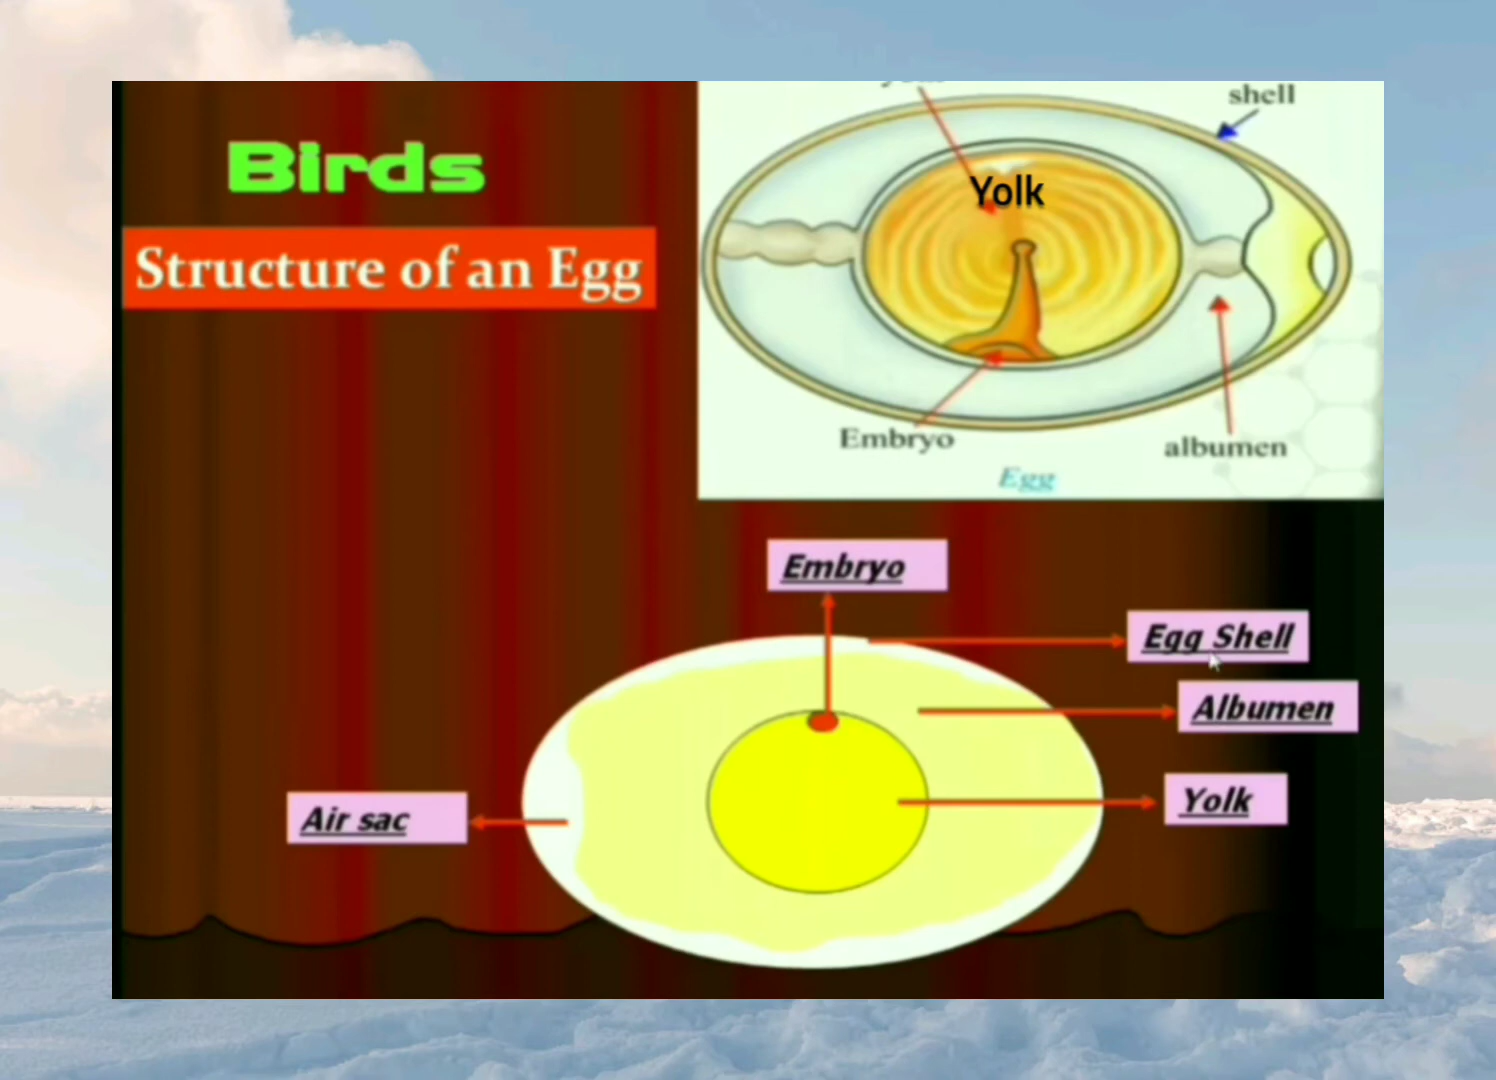 Birds
Structure of an Egg
shell
Yolk
Embryo
albumen
Egg
Embryo
Egg Shell
Albumen
Yolk
Air sac